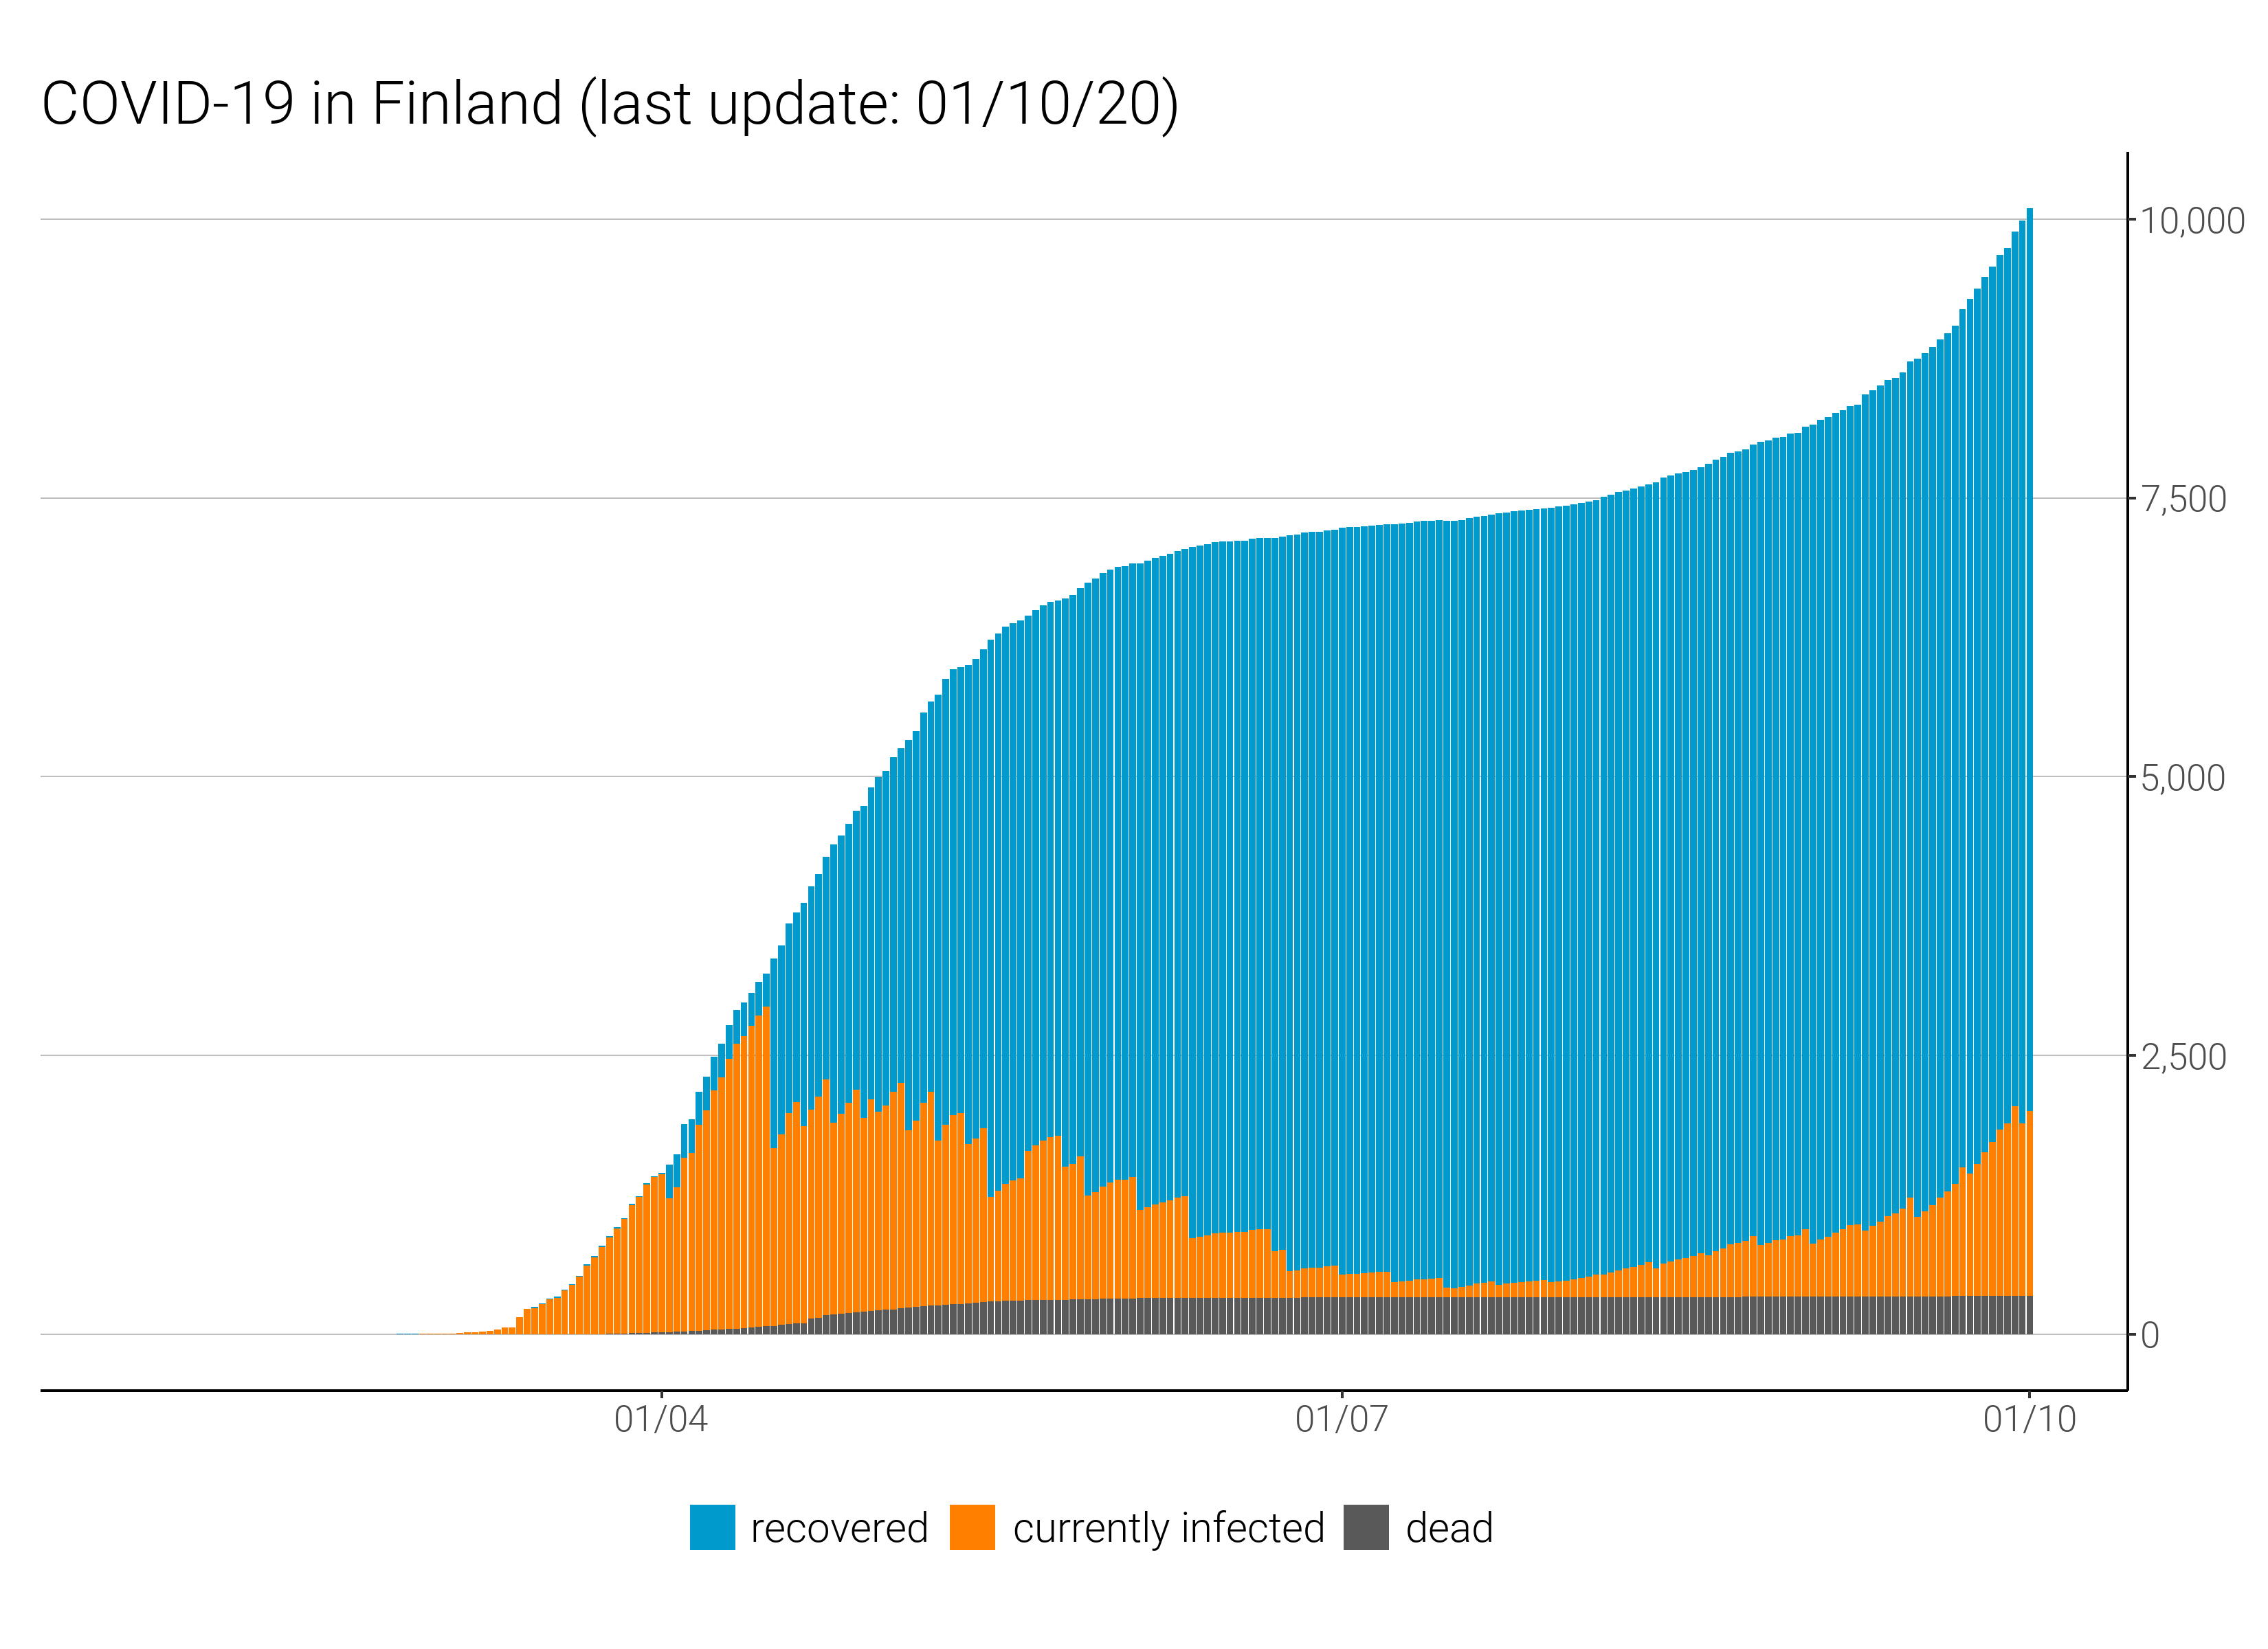 COVID-19 in Finland (last update: 01/10/20)
10,000
7,500
5,000
2,500
0
01/04 01/07 01/10
recovered currently infected dead